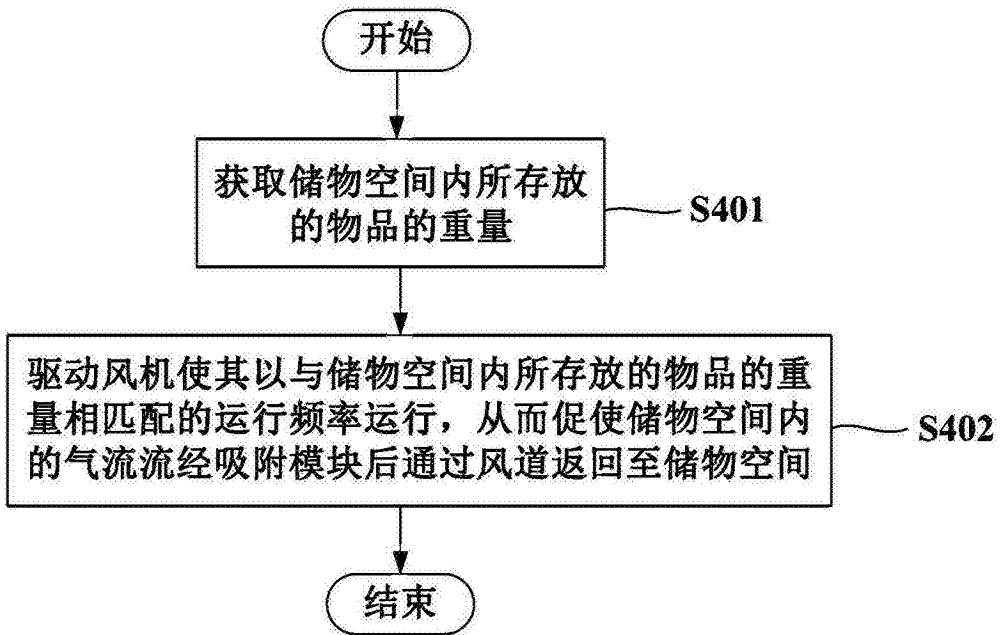 开始
获取储物空间内所存放
的物品的重量
S401
驱动风机使其以与储物空间内所存放的物品的重
量相匹配的运行频率运行，从而促使储物空间内
的气流流经吸附模块后通过风道返回至储物空间
S402
结束